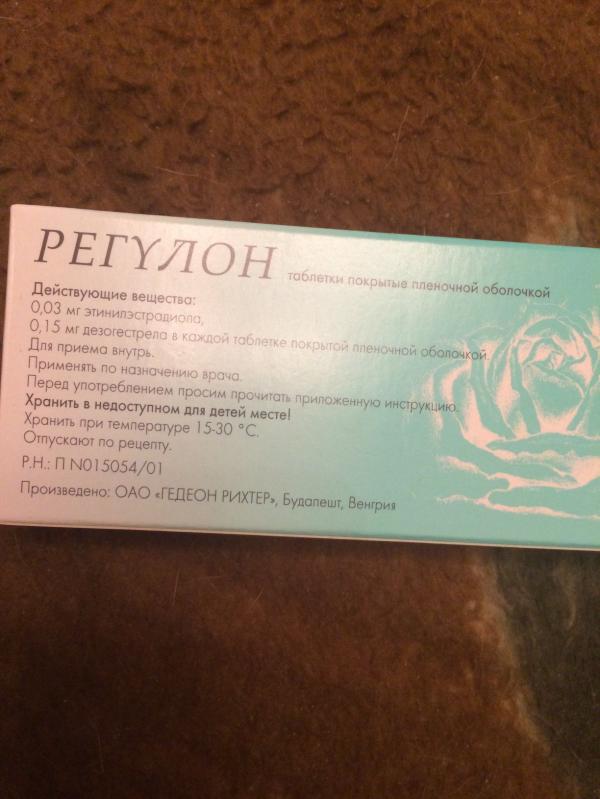 РЕГУЛОН таблетки покрытые пленочной оболочкой
Действующие вещества:
0,03 мг этинилэстрадиола,
0,15 мг дезогестрела в каждой таблетке покрытой пленочной оболочкой.
Для приема внутрь.
Применять по назначению врача.
Перед употреблением просим прочитать приложенную инструкцию.
Хранить в недоступном для детей месте!
Хранить при температуре 15-30 °C.
Отпускают по рецепту.
Р.Н.: П N015054/01
Произведено: ОАО «ГЕДЕОН РИХТЕР», Будапешт, Венгрия